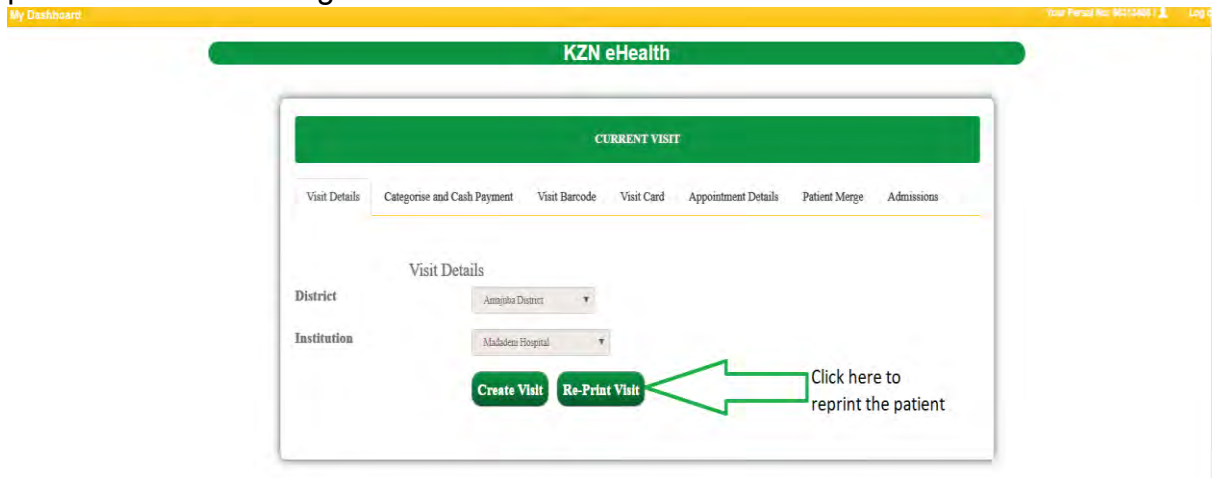 My Dashboard
Log
KZN eHealth
CURRENT VISIT
Visit Details Categorise and Cash Payment Visit Barcode Visit Card Appointment Details Patient Merge Admissions
Visit Details
District Amajuba District
Institution Madadeni Hospital
Create Visit Re-Print Visit
Click here to
reprint the patient